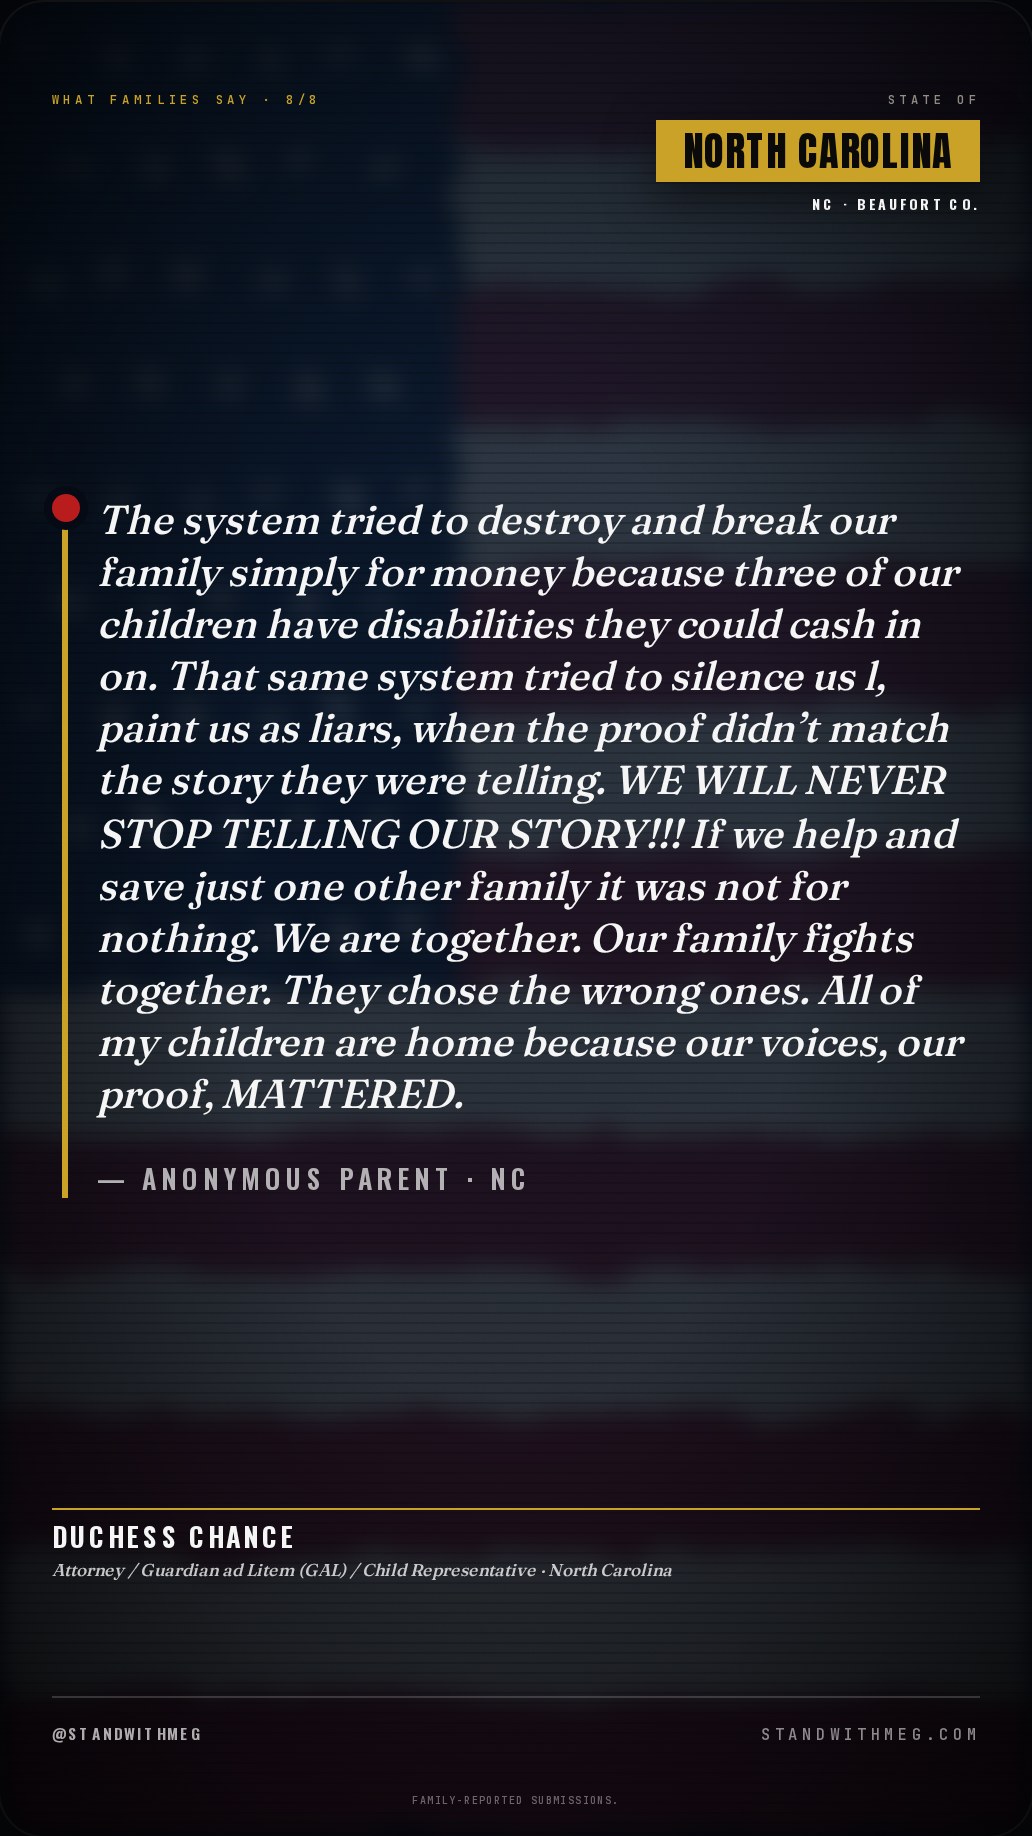 WHAT FAMILIES SAY · 8/8
STATE OF
NORTH CAROLINA
NC · BEAUFORT CO.
The system tried to destroy and break our
family simply for money because three of our
children have disabilities they could cash in
on. That same system tried to silence us l,
paint us as liars, when the proof didn’t match
the story they were telling. WE WILL NEVER
STOP TELLING OUR STORY!!! If we help and
save just one other family it was not for
nothing. We are together. Our family fights
together. They chose the wrong ones. All of
my children are home because our voices, our
proof, MATTERED.
— ANONYMOUS PARENT · NC
DUCHESS CHANCE
Attorney / Guardian ad Litem (GAL) / Child Representative · North Carolina
@STANDWITHMEG
STANDWITHMEG.COM
FAMILY-REPORTED SUBMISSIONS.